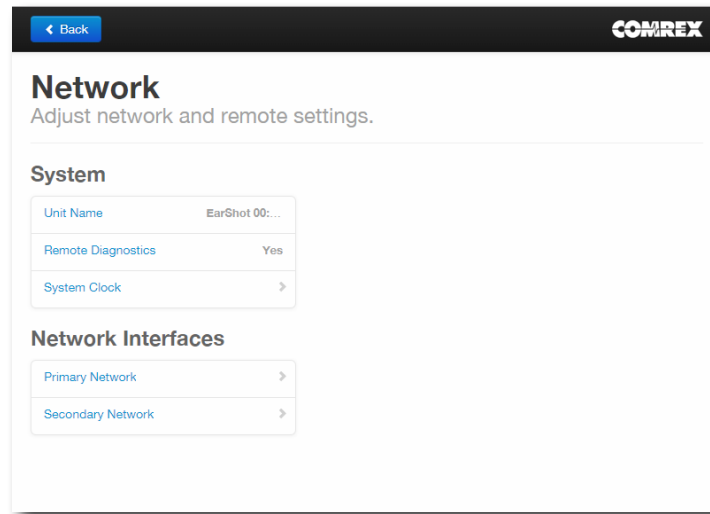 Back
COMREX
Network
Adjust network and remote settings.
System
Unit Name EarShot 00:...
Remote Diagnostics Yes
System Clock
Network Interfaces
Primary Network
Secondary Network